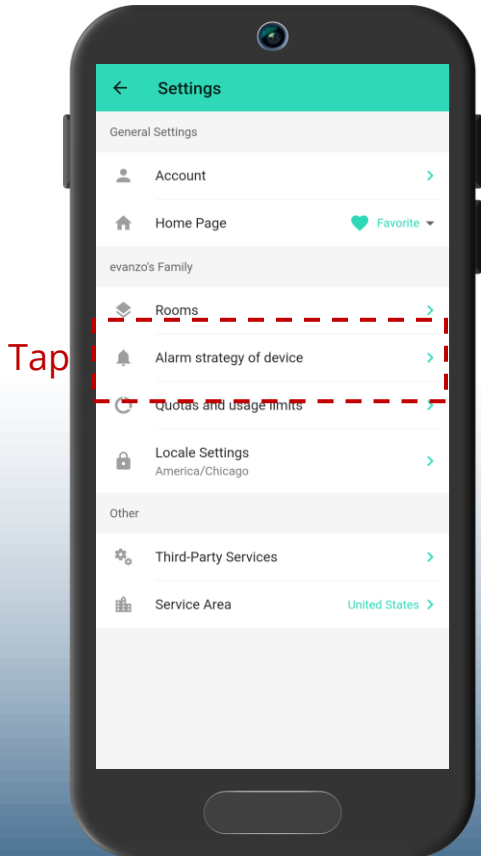 Settings
General Settings
Account
Home Page Favorite
evanzo's Family
Rooms
Tap
Alarm strategy of device
Quotas and usage limits
Locale Settings
America/Chicago
Other
Third-Party Services
Service Area United States